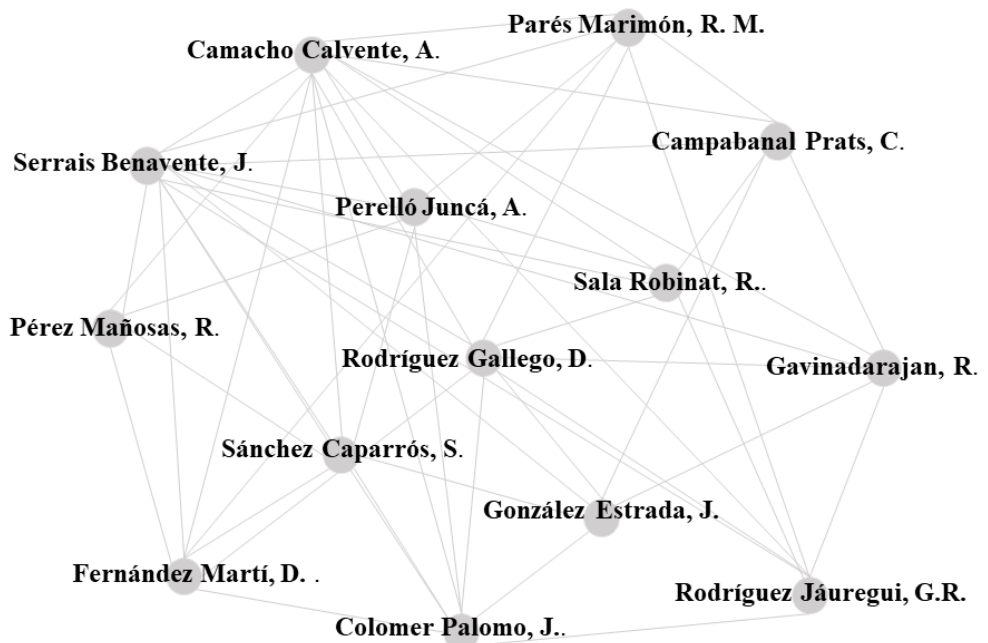 Parés Marimón, R. M.
Camacho Calvente, A.
Campabanal Prats, C.
Serrais Benavente, J.
Perelló Juncá, A.
Sala Robinat, R..
Pérez Mañosas, R.
Rodríguez Gallego, D.
Gavinadarajan, R.
Sánchez Caparrós, S.
González Estrada, J.
Fernández Martí, D. .
Rodríguez Jáuregui, G.R.
Colomer Palomo, J..